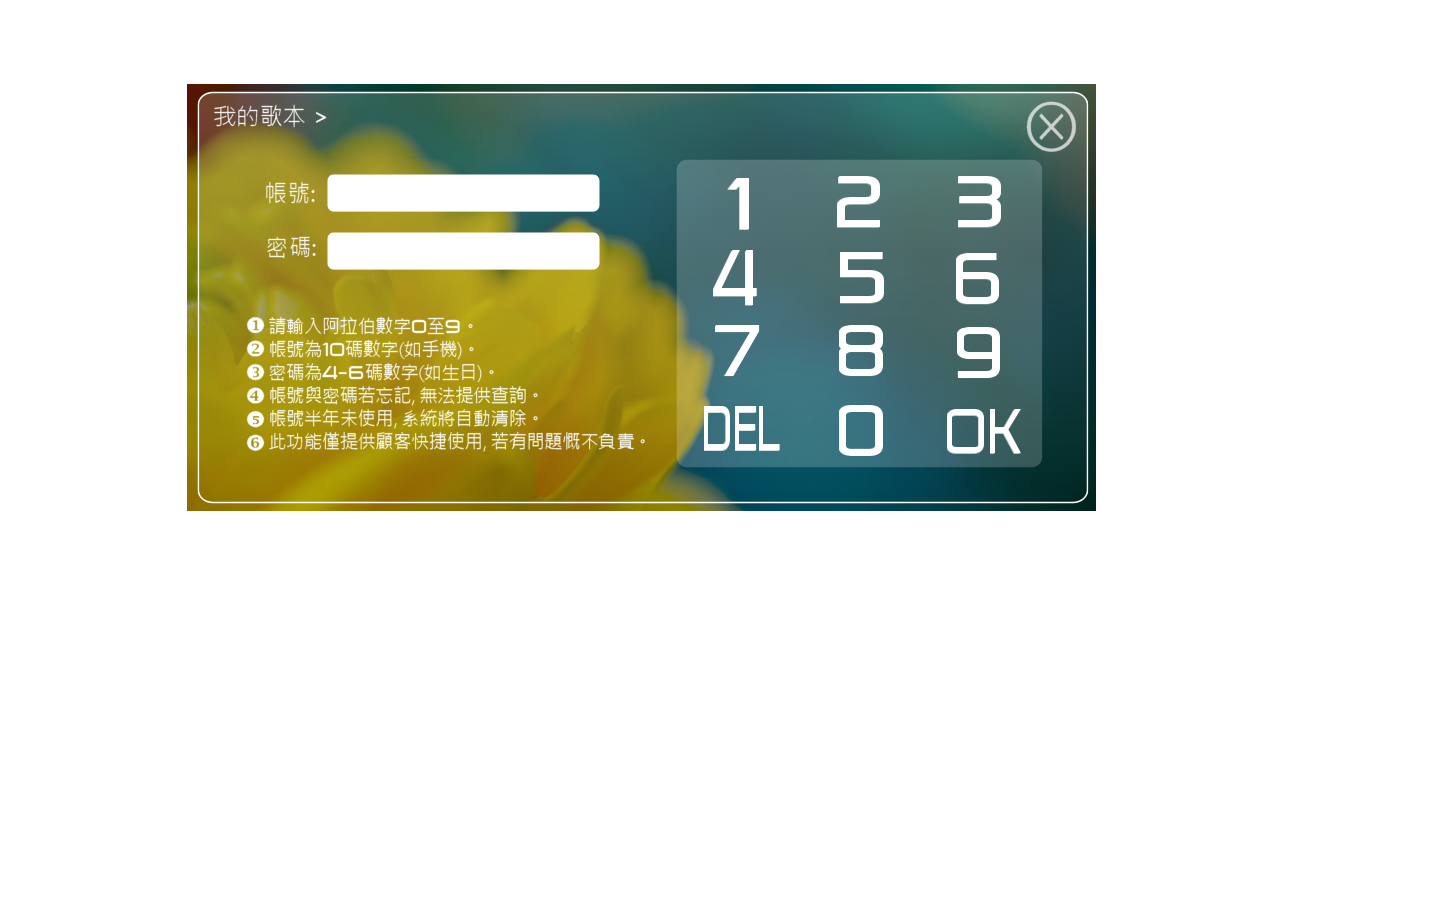 我的歌本 >
帳號:
密碼:
❶ 請輸入阿拉伯數字0至9。
❷ 帳號為10碼數字(如手機)。
❸ 密碼為4-6碼數字(如生日)。
❹ 帳號與密碼若忘記, 無法提供查詢。
❺ 帳號半年未使用, 系統將自動清除。
❻ 此功能僅提供顧客快捷使用, 若有問題慨不負責。
1 2 3
4 5 6
7 8 9
DEL 0 OK